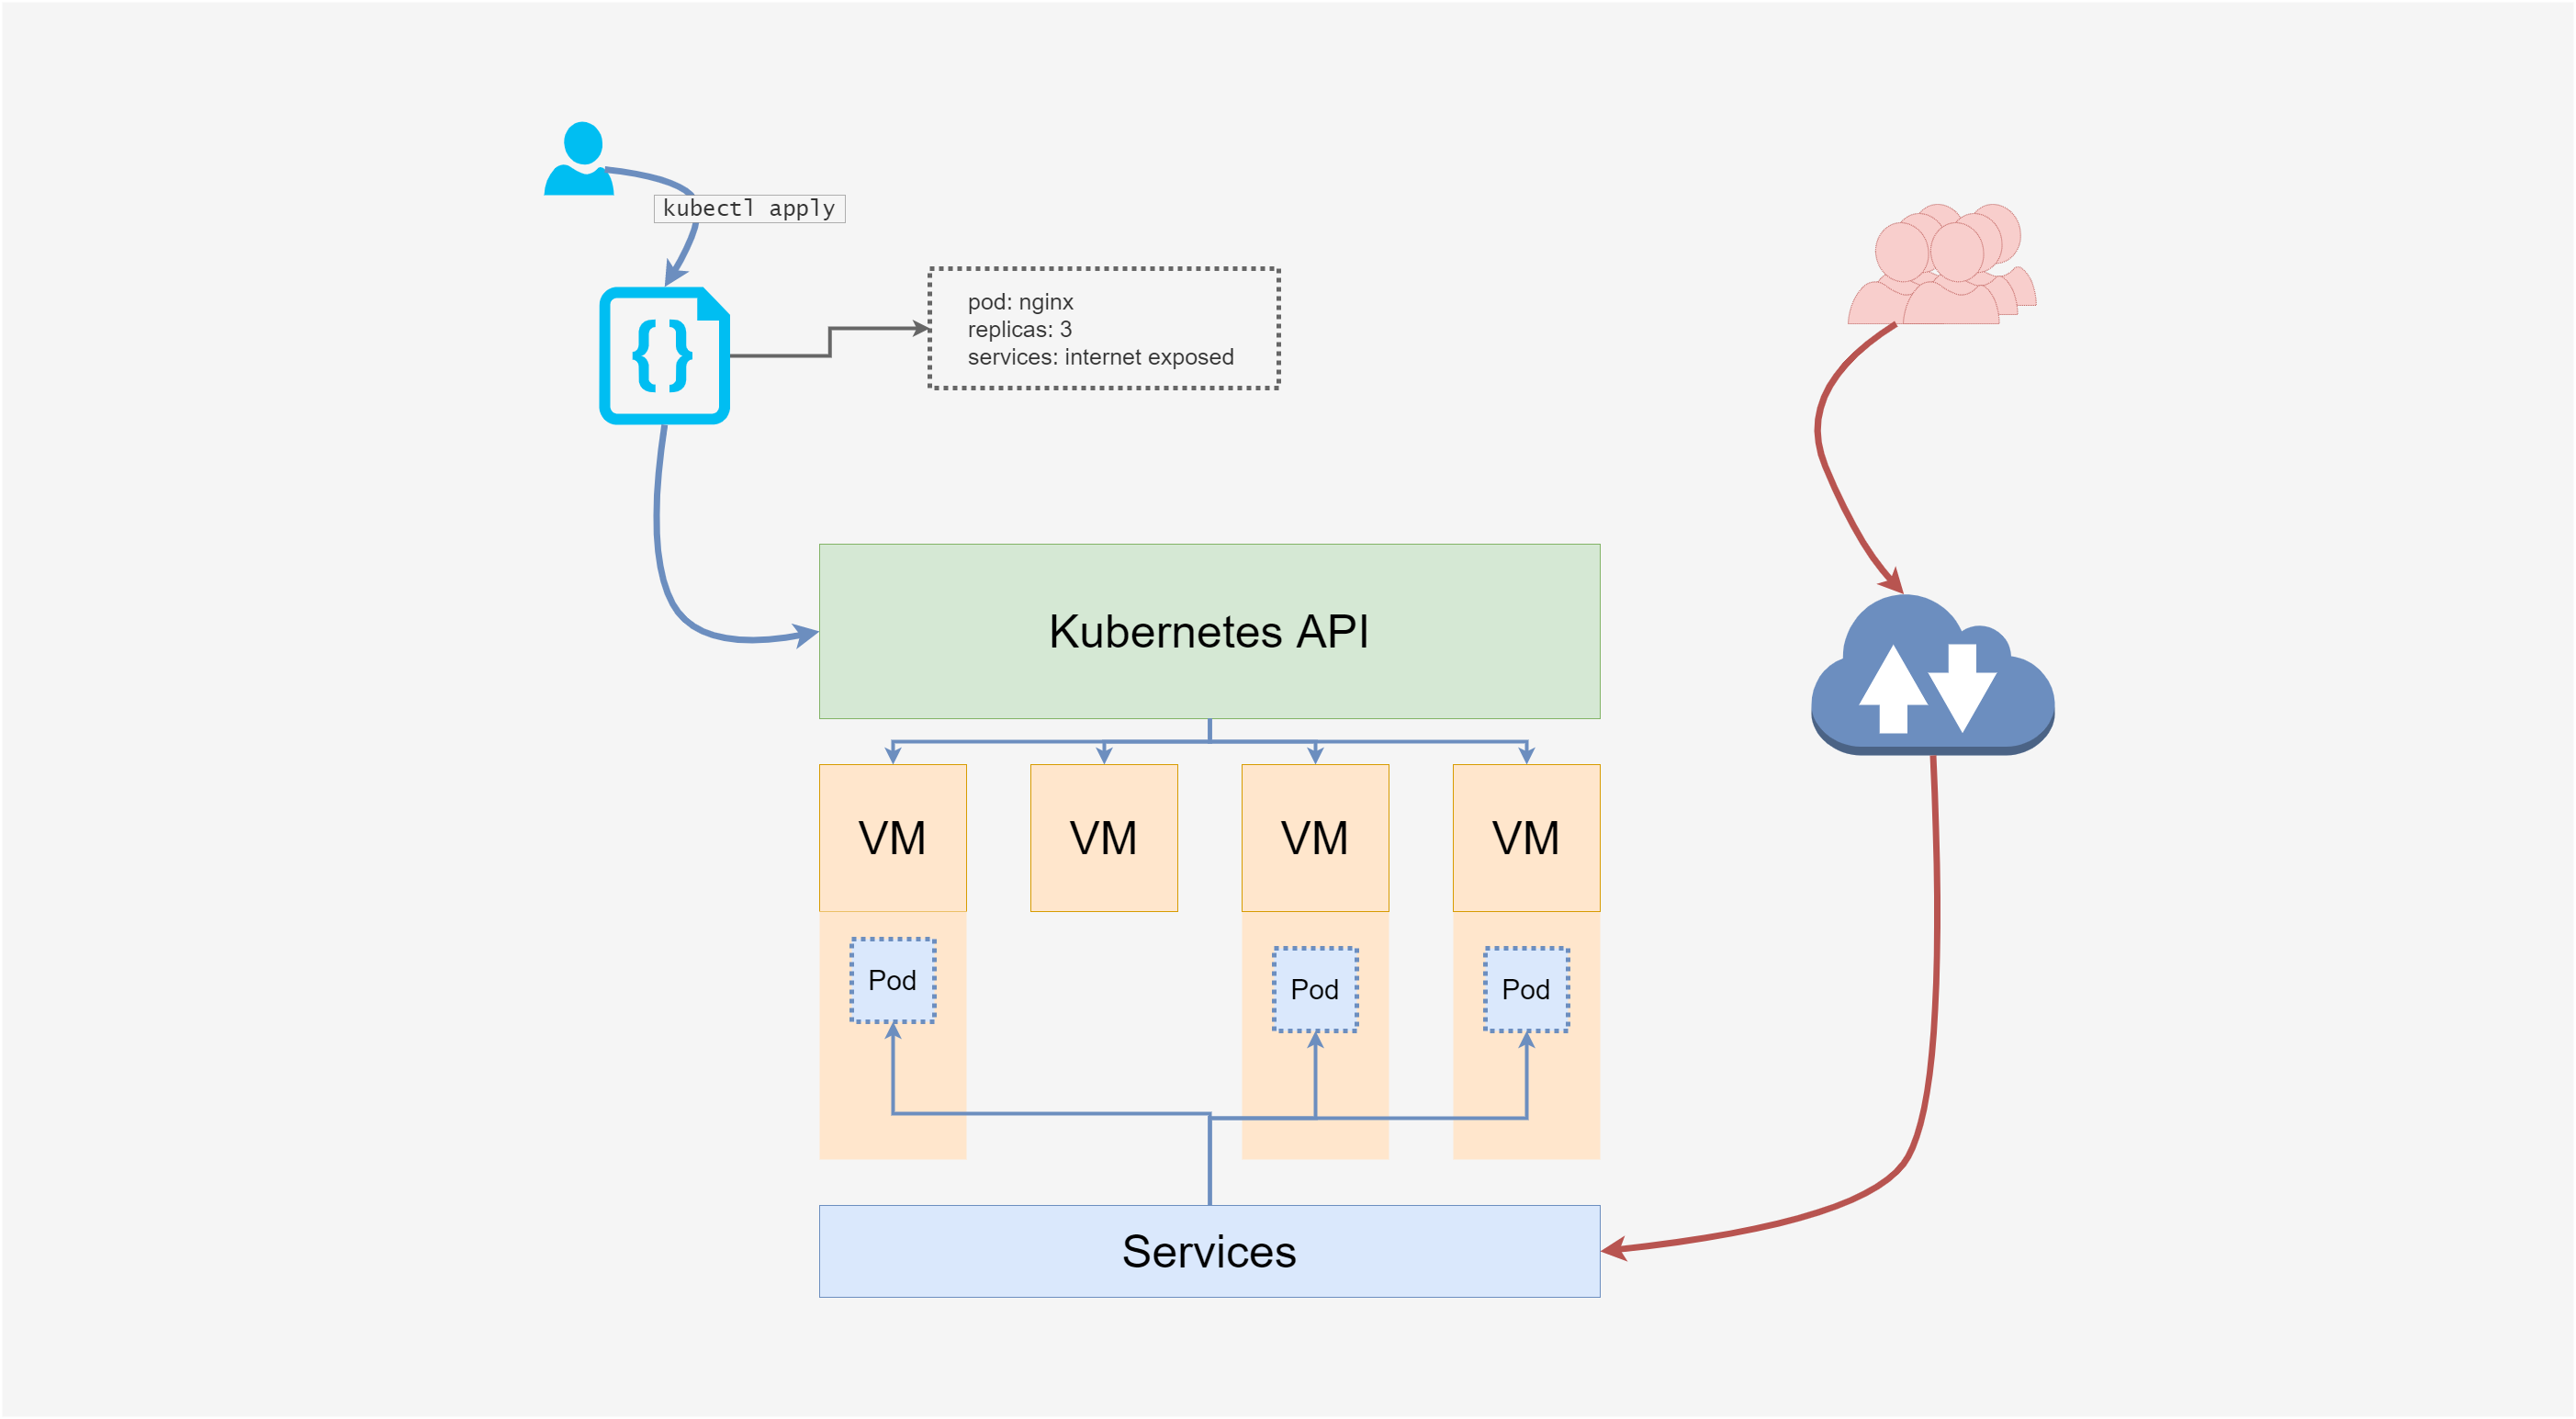 kubectl apply
pod: nginx
replicas: 3
services: internet exposed
{ }
Kubernetes API
VM
VM
VM
VM
Pod
Pod
Pod
Services